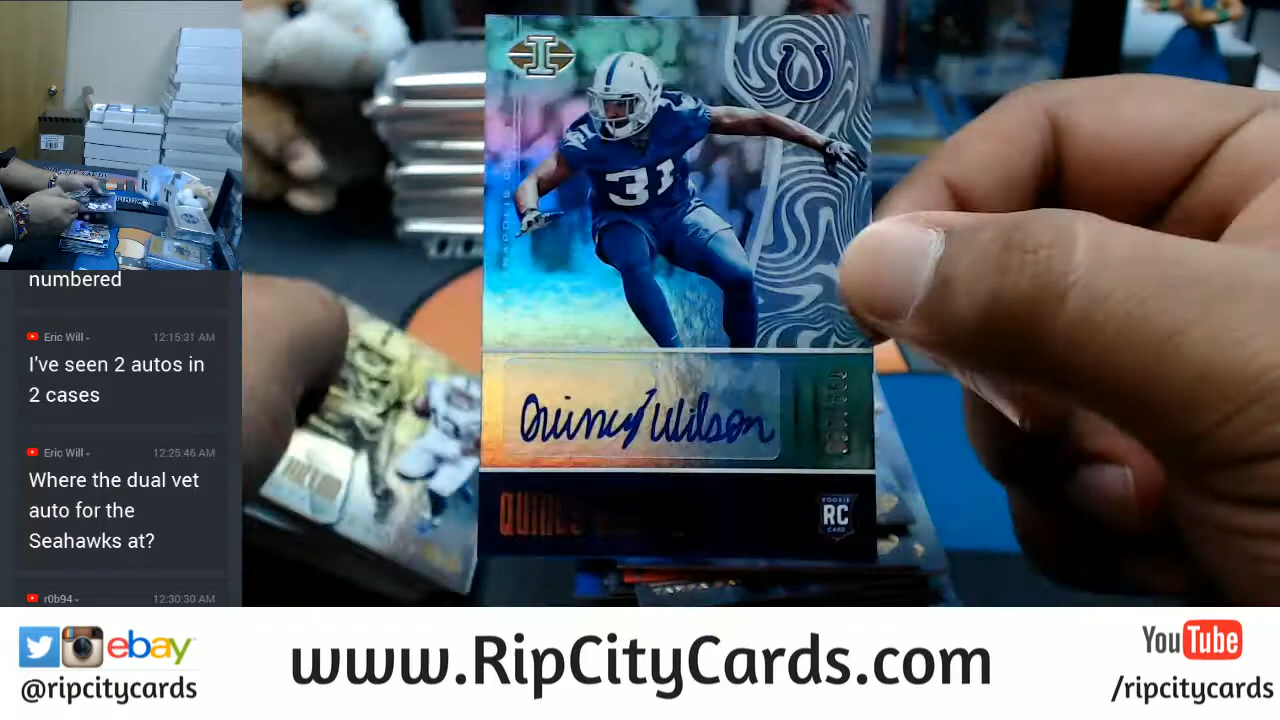 numbered
Eric Will
12:15:31 AM
I've seen 2 autos in
2 cases
Eric Will
12:25:46 AM
Where the dual vet
auto for the
Seahawks at?
r0b94
12:30:30 AM
I
31
Quincy Wilson
ROOKIE
RC
CARD
ebay
@ripcitycards
www.RipCityCards.com
YouTube
/ripcitycards